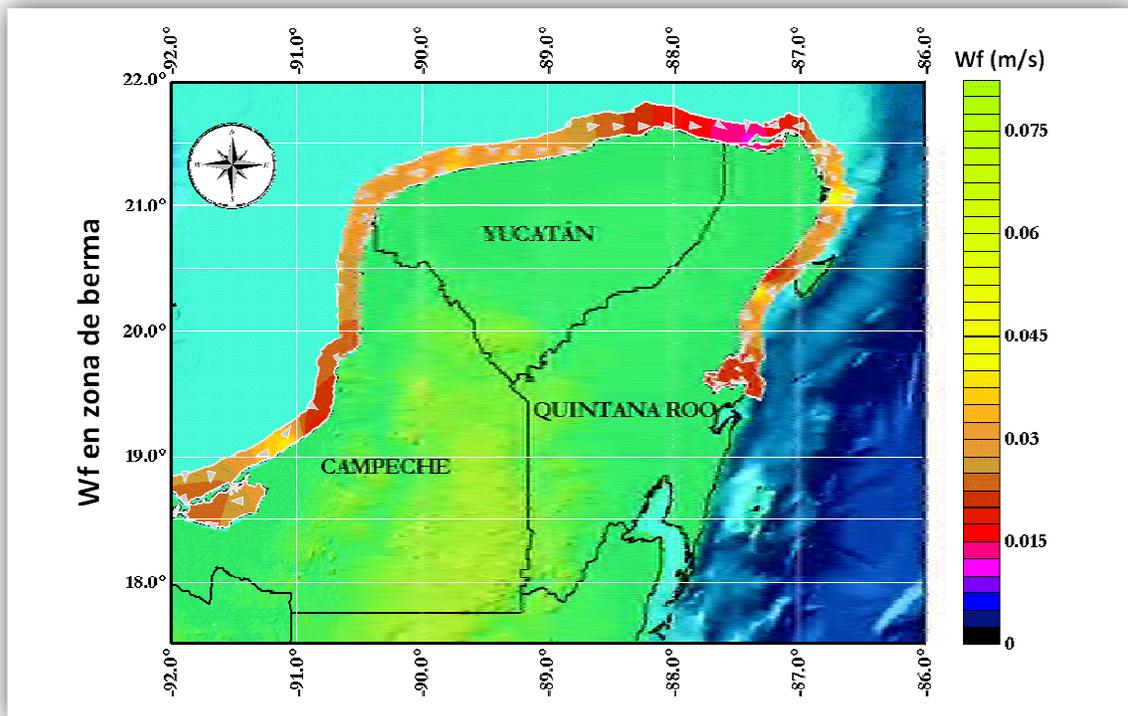 -92.0° -91.0° -90.0° -89.0° -88.0° -87.0° -86.0°
Wf (m/s)
22.0°
0.075
21.0°
YUCATÁN
0.06
Wf en zona de berma
20.0°
0.045
QUINTANA ROO
0.03
19.0°
CAMPECHE
0.015
18.0°
0
-92.0 -91.0° -90.0° -89.0° -88.0° -87.0° -86.0°